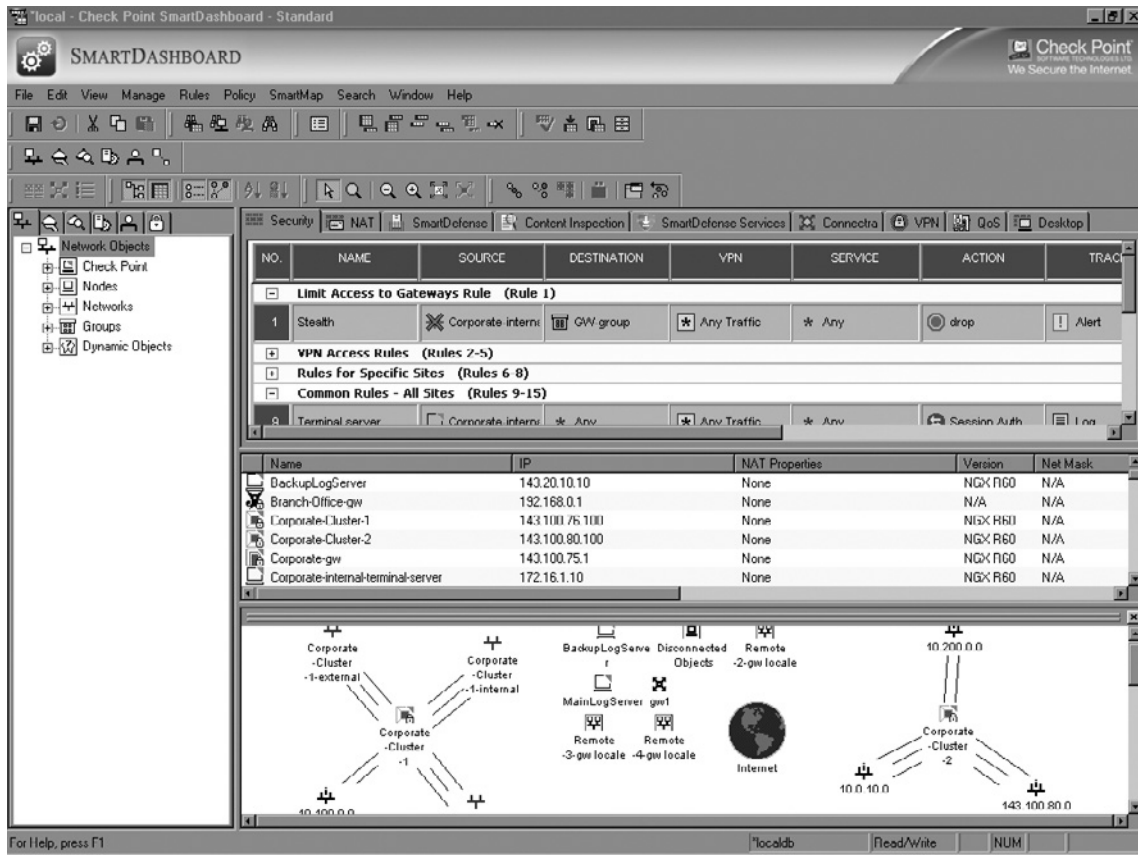 *local - Check Point SmartDashboard - Standard
SMARTDASHBOARD
Check Point
SOFTWARE TECHNOLOGIES LTD.
We Secure the Internet.
File Edit View Manage Rules Policy SmartMap Search Window Help
Security NAT SmartDefense Content Inspection SmartDefense Services Connectra VPN QoS Desktop
Network Objects
Check Point
Nodes
Networks
Groups
Dynamic Objects
NO. NAME SOURCE DESTINATION VPN SERVICE ACTION TRAC
Limit Access to Gateways Rule (Rule 1)
1 Stealth Corporate-interna GW group Any Traffic Any drop Alert
VPN Access Rules (Rules 2-5)
Rules for Specific Sites (Rules 6-8)
Common Rules - All Sites (Rules 9-15)
9 Terminal server Corporate-interna Any Any Traffic Any Session Auth Log
Name IP NAT Properties Version Net Mask
BackupLogServer 143.20.10.10 None NGX R60 N/A
Branch-Office-gw 192.168.0.1 None N/A N/A
Corporate-Cluster-1 143.100.76.100 None NGX R60 N/A
Corporate-Cluster-2 143.100.80.100 None NGX R60 N/A
Corporate-gw 143.100.75.1 None NGX R60 N/A
Corporate-internal-terminal-server 172.16.1.10 None NGX R60 N/A
Corporate
-Cluster
-1-external
Corporate
-Cluster
-1-internal
BackupLogServe
r
Disconnected
Objects
Remote
-2-gw locale
10.200.0.0
MainLogServer gw1
Corporate
-Cluster
-1
Remote
-3-gw locale
Remote
-4-gw locale
Internet
Corporate
-Cluster
-2
10.0.10.0
143.100.80.0
10.100.0.0
For Help, press F1
*localdb Read/Write NUM